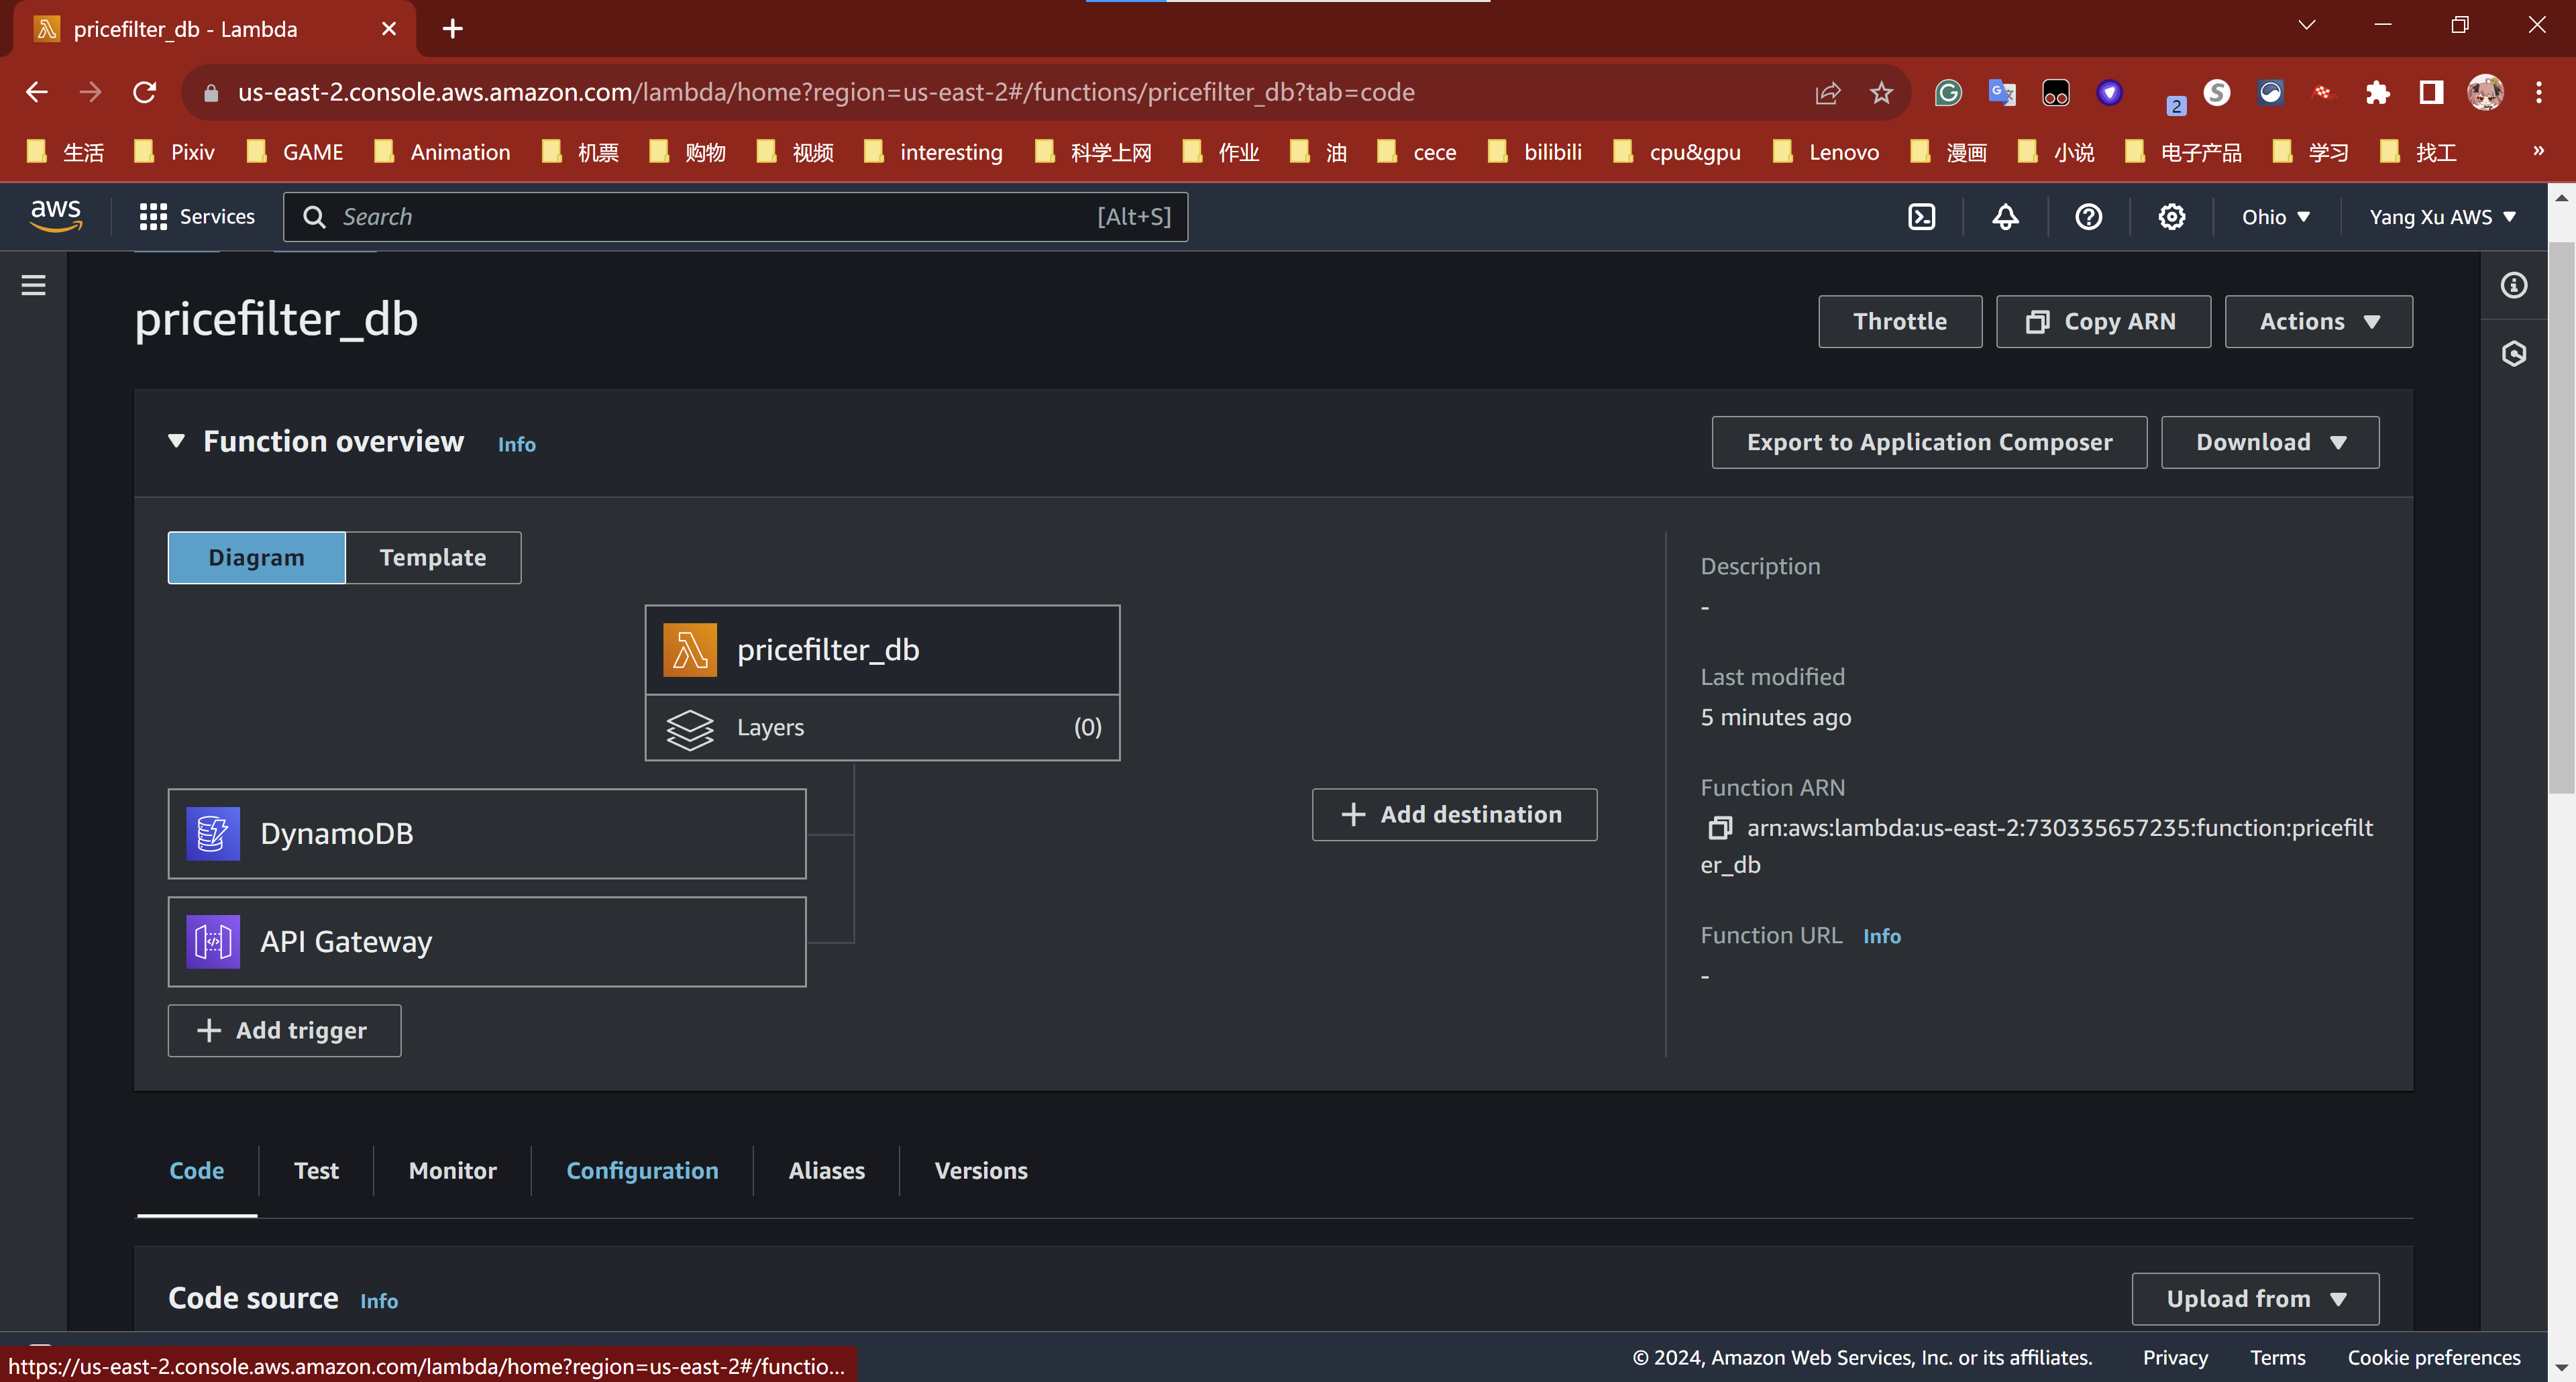 pricefilter_db - Lambda
us-east-2.console.aws.amazon.com/lambda/home?region=us-east-2#/functions/pricefilter_db?tab=code
2
生活 Pixiv GAME Animation 机票 购物 视频 interesting 科学上网 作业 油 cece bilibili cpu&gpu Lenovo 漫画 小说 电子产品 学习 找工 »
aws Services Search [Alt+S] Ohio Yang Xu AWS
pricefilter_db
Throttle Copy ARN Actions
Function overview Info
Export to Application Composer Download
Diagram Template
pricefilter_db
Layers (0)
DynamoDB
API Gateway
+ Add trigger
+ Add destination
Description
-
Last modified
5 minutes ago
Function ARN
arn:aws:lambda:us-east-2:730335657235:function:pricefilt
er_db
Function URL Info
-
Code Test Monitor Configuration Aliases Versions
Code source Info
Upload from
https://us-east-2.console.aws.amazon.com/lambda/home?region=us-east-2#/functio...
© 2024, Amazon Web Services, Inc. or its affiliates. Privacy Terms Cookie preferences